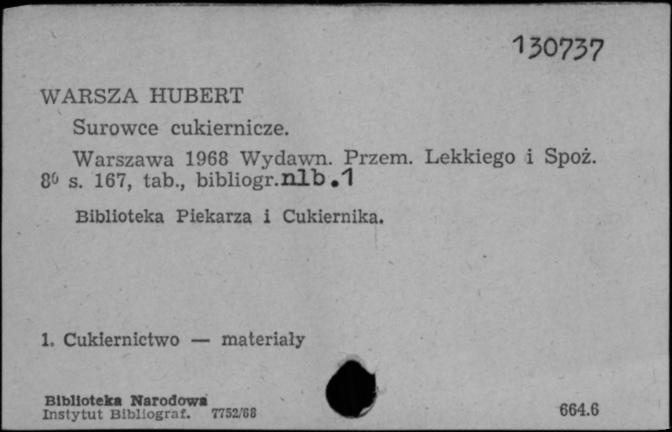 130737
WARSZA HUBERT
Surowce cukiernicze.
Warszawa 1968 Wydawn. Przem. Lekkiego i Spoż.
8⁰ s. 167, tab., bibliogr.nlb.1
Biblioteka Piekarza i Cukiernika.
1. Cukiernictwo — materiały
Biblioteka Narodowa
Instytut Bibliograf. 7752/68
664.6